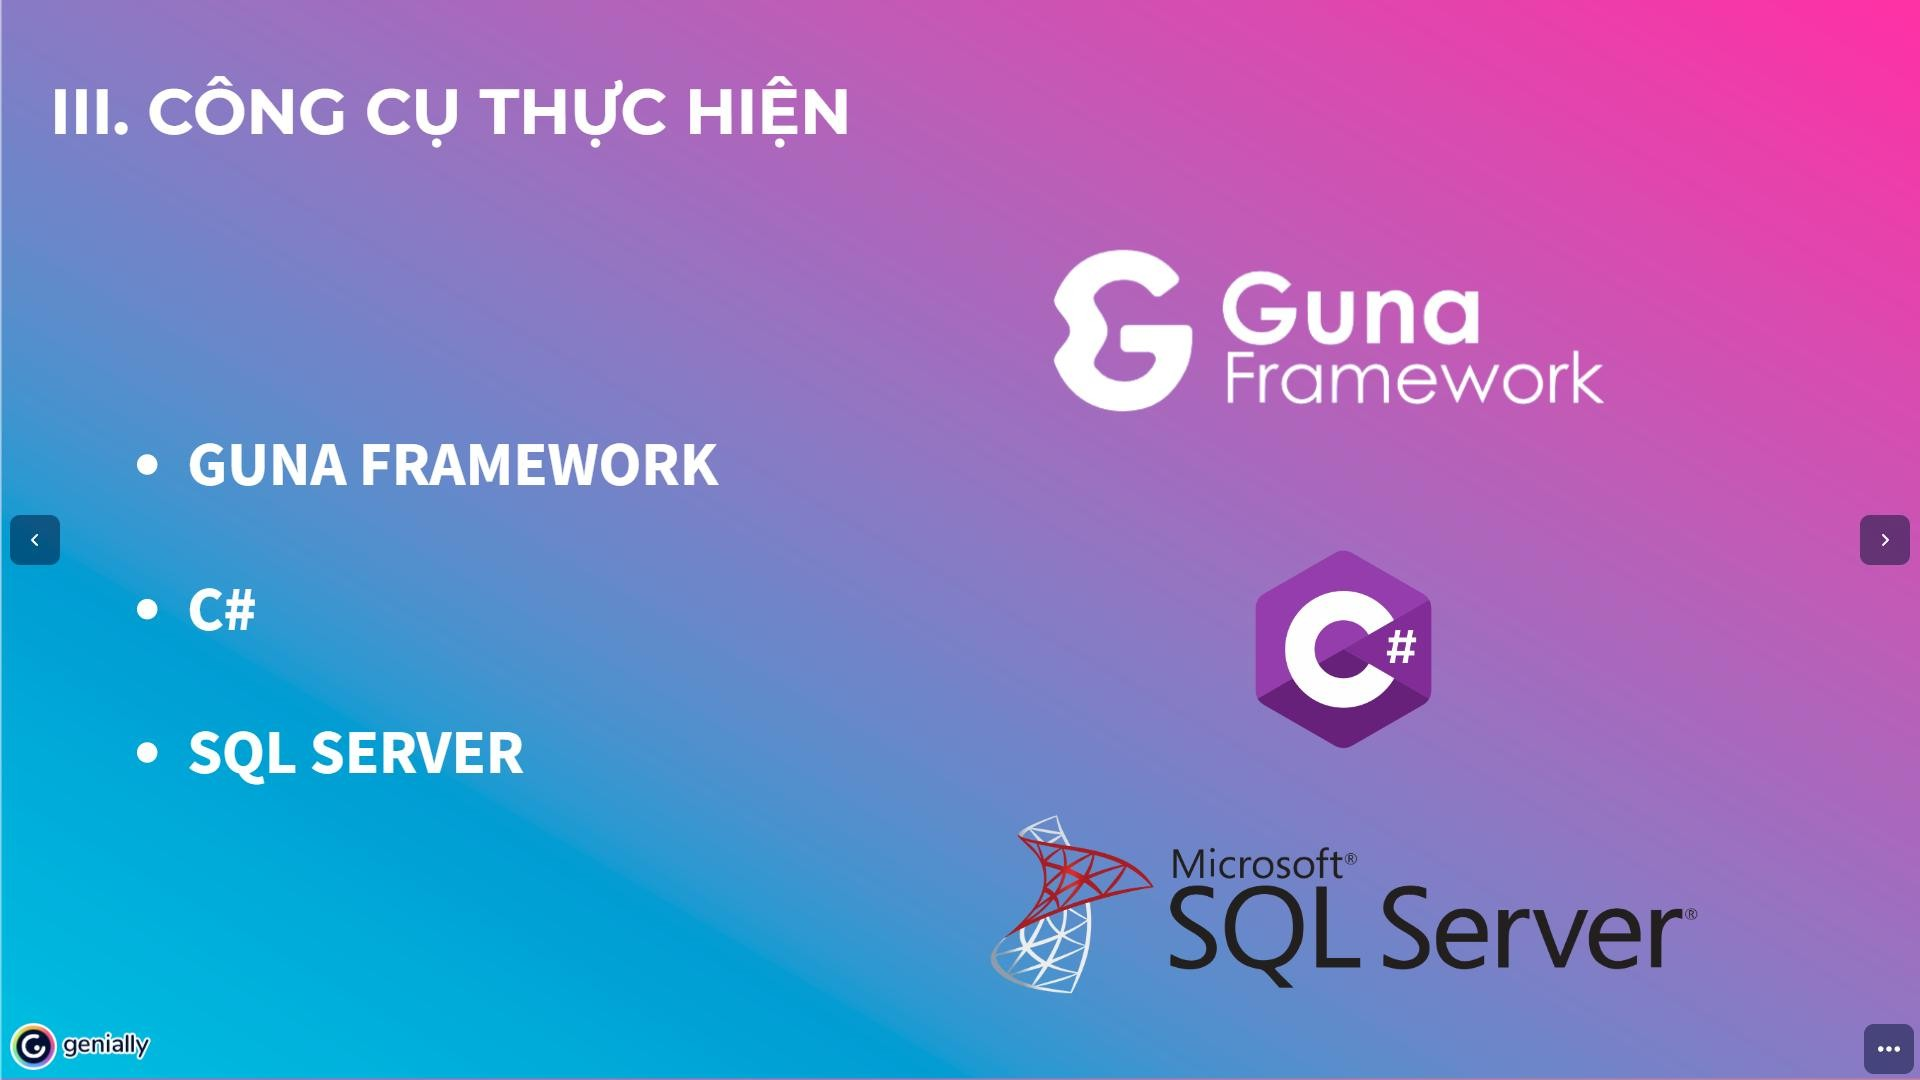 III. CÔNG CỤ THỰC HIỆN
Guna
Framework
• GUNA FRAMEWORK
• C#
C#
• SQL SERVER
Microsoft®
SQL Server®
genially